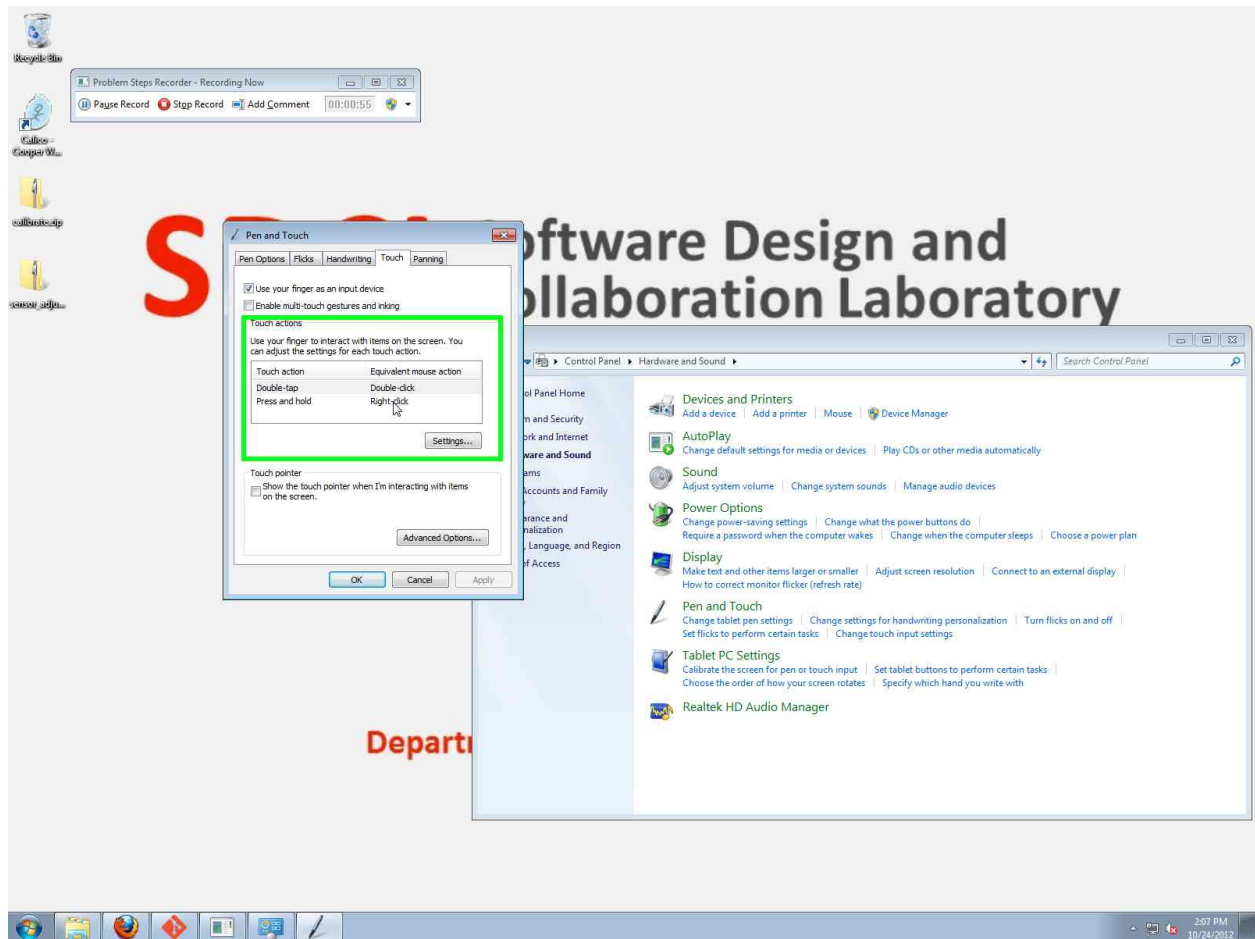 Recycle Bin
Problem Steps Recorder - Recording Now
Pause Record Stop Record Add Comment 00:00:55
Calico -
Cooper W...
calibrate.zip
sensor_adju...
oftware Design and
ollaboration Laboratory
Departm
Pen and Touch
Pen Options Flicks Handwriting Touch Panning
Use your finger as an input device
Enable multi-touch gestures and inking
Touch actions
Use your finger to interact with items on the screen. You
can adjust the settings for each touch action.
Touch action Equivalent mouse action
Double-tap Double-click
Press and hold Right-click
Settings...
Touch pointer
Show the touch pointer when I'm interacting with items
on the screen.
Advanced Options...
OK Cancel Apply
Control Panel Hardware and Sound Search Control Panel
ol Panel Home
m and Security
ork and Internet
ware and Sound
ams
Accounts and Family
arance and
nalization
, Language, and Region
of Access
Devices and Printers
Add a device Add a printer Mouse Device Manager
AutoPlay
Change default settings for media or devices Play CDs or other media automatically
Sound
Adjust system volume Change system sounds Manage audio devices
Power Options
Change power-saving settings Change what the power buttons do
Require a password when the computer wakes Change when the computer sleeps Choose a power plan
Display
Make text and other items larger or smaller Adjust screen resolution Connect to an external display
How to correct monitor flicker (refresh rate)
Pen and Touch
Change tablet pen settings Change settings for handwriting personalization Turn flicks on and off
Set flicks to perform certain tasks Change touch input settings
Tablet PC Settings
Calibrate the screen for pen or touch input Set tablet buttons to perform certain tasks
Choose the order of how your screen rotates Specify which hand you write with
Realtek HD Audio Manager
2:07 PM
10/24/2012